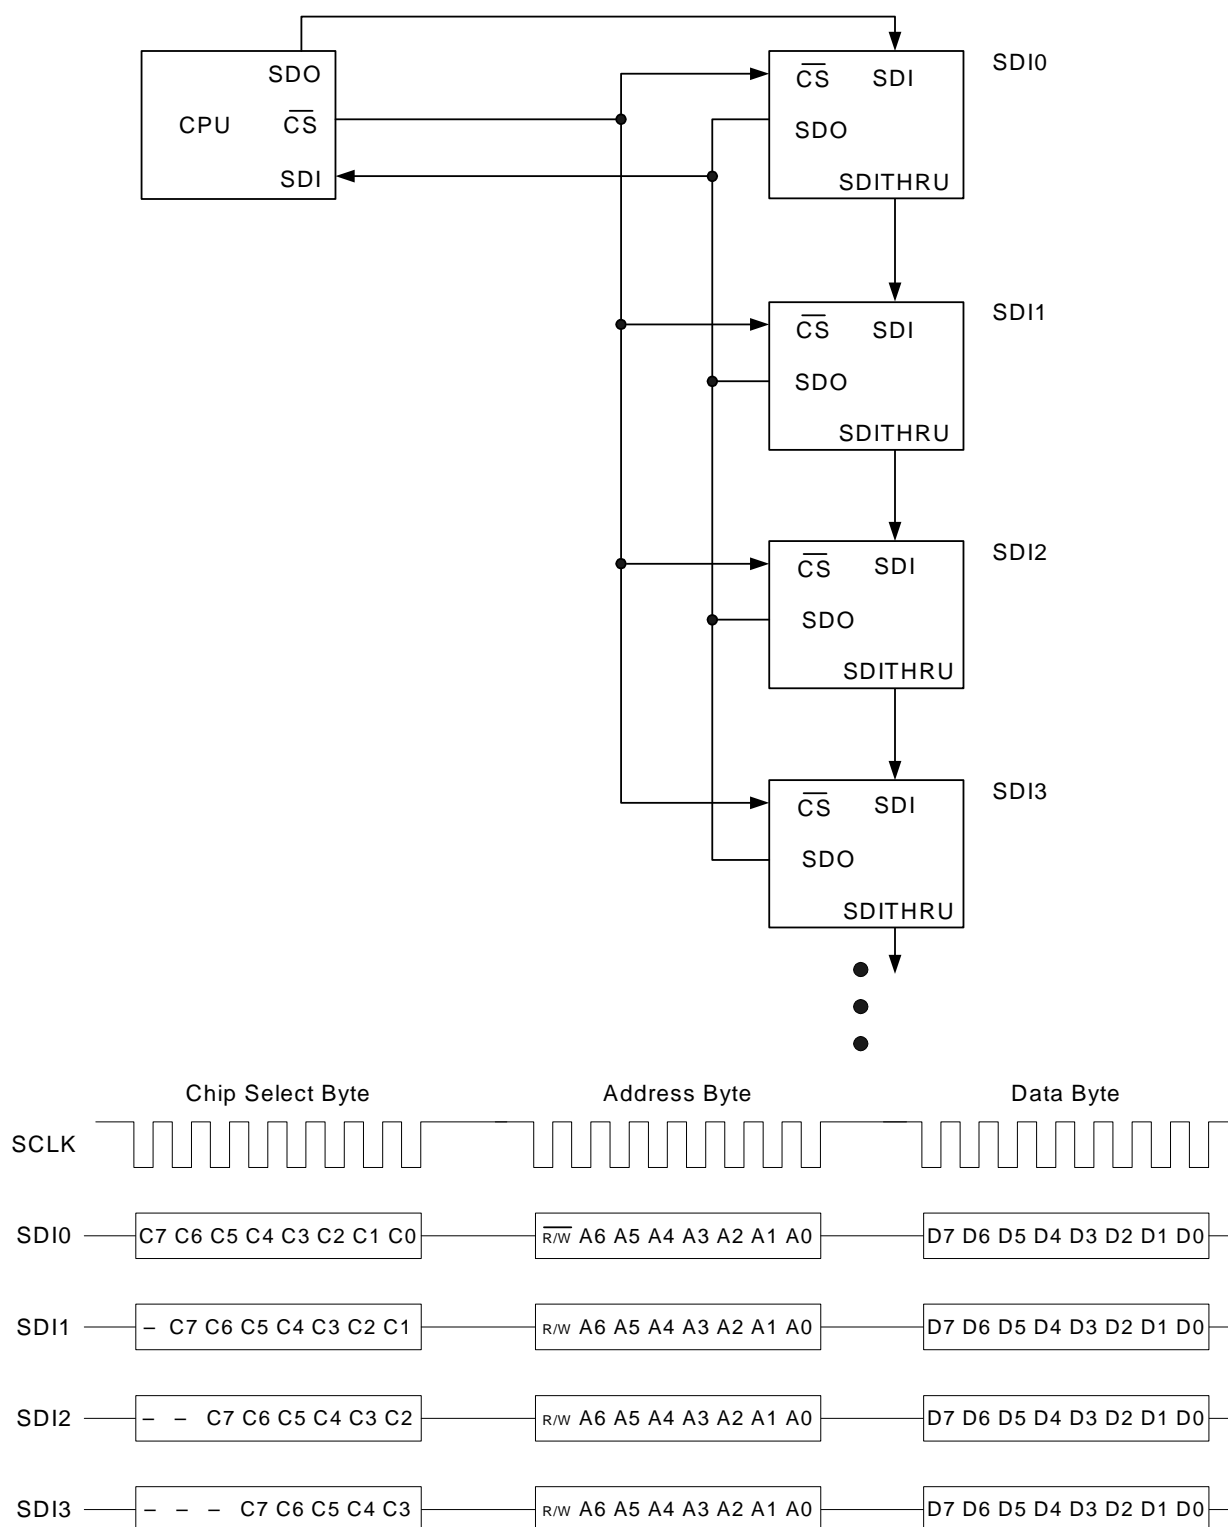 SDO
CPU
C̅S̅
SDI
C̅S̅ SDI
SDO
SDITHRU
SDI0
C̅S̅ SDI
SDO
SDITHRU
SDI1
C̅S̅ SDI
SDO
SDITHRU
SDI2
C̅S̅ SDI
SDO
SDITHRU
SDI3
Chip Select Byte Address Byte Data Byte
SCLK
SDI0 C7 C6 C5 C4 C3 C2 C1 C0 R̅/̅W̅ A6 A5 A4 A3 A2 A1 A0 D7 D6 D5 D4 D3 D2 D1 D0
SDI1 – C7 C6 C5 C4 C3 C2 C1 R/W A6 A5 A4 A3 A2 A1 A0 D7 D6 D5 D4 D3 D2 D1 D0
SDI2 – – C7 C6 C5 C4 C3 C2 R/W A6 A5 A4 A3 A2 A1 A0 D7 D6 D5 D4 D3 D2 D1 D0
SDI3 – – – C7 C6 C5 C4 C3 R/W A6 A5 A4 A3 A2 A1 A0 D7 D6 D5 D4 D3 D2 D1 D0